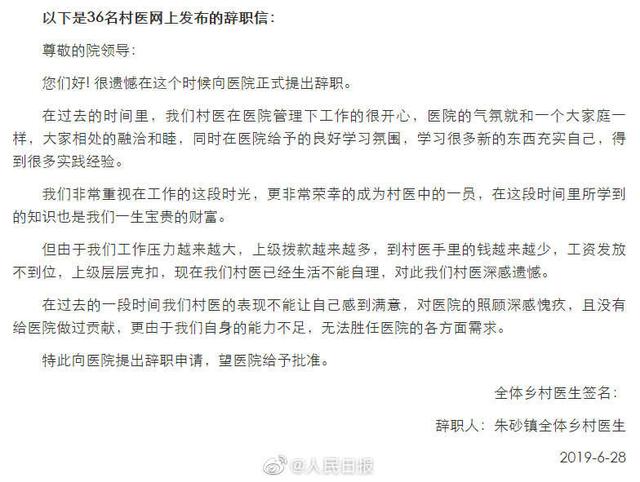 以下是36名村医网上发布的辞职信：
尊敬的院领导：
您们好! 很遗憾在这个时候向医院正式提出辞职。
在过去的时间里，我们村医在医院管理下工作的很开心，医院的气氛就和一个大家庭一
样，大家相处的融洽和睦，同时在医院给予的良好学习氛围，学习很多新的东西充实自己，得
到很多实践经验。
我们非常重视在工作的这段时光，更非常荣幸的成为村医中的一员，在这段时间里所学到
的知识也是我们一生宝贵的财富。
但由于我们工作压力越来越大，上级拨款越来越多，到村医手里的钱越来越少，工资发放
不到位，上级层层克扣，现在我们村医已经生活不能自理，对此我们村医深感遗憾。
在过去的一段时间我们村医的表现不能让自己感到满意，对医院的照顾深感愧疚，且没有
给医院做过贡献，更由于我们自身的能力不足，无法胜任医院的各方面需求。
特此向医院提出辞职申请，望医院给予批准。
全体乡村医生签名：
辞职人：朱砂镇全体乡村医生
2019-6-28
@人民日报